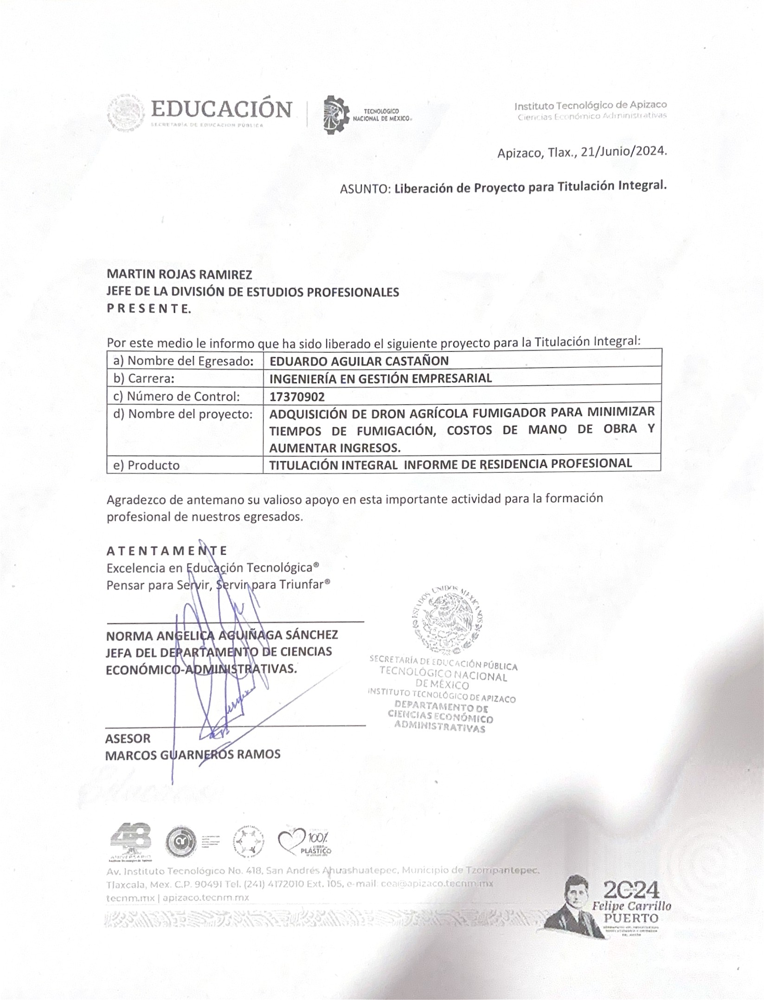 EDUCACIÓN
SECRETARÍA DE EDUCACIÓN PÚBLICA
TECNOLÓGICO
NACIONAL DE MÉXICO
Instituto Tecnológico de Apizaco
Ciencias Económico Administrativas
Apizaco, Tlax., 21/Junio/2024.
ASUNTO: Liberación de Proyecto para Titulación Integral.
MARTIN ROJAS RAMIREZ
JEFE DE LA DIVISIÓN DE ESTUDIOS PROFESIONALES
P R E S E N T E.
Por este medio le informo que ha sido liberado el siguiente proyecto para la Titulación Integral:
a) Nombre del Egresado: EDUARDO AGUILAR CASTAÑON
b) Carrera: INGENIERÍA EN GESTIÓN EMPRESARIAL
c) Número de Control: 17370902
d) Nombre del proyecto: ADQUISICIÓN DE DRON AGRÍCOLA FUMIGADOR PARA MINIMIZAR
TIEMPOS DE FUMIGACIÓN, COSTOS DE MANO DE OBRA Y
AUMENTAR INGRESOS.
e) Producto TITULACIÓN INTEGRAL INFORME DE RESIDENCIA PROFESIONAL
Agradezco de antemano su valioso apoyo en esta importante actividad para la formación
profesional de nuestros egresados.
A T E N T A M E N T E
Excelencia en Educación Tecnológica®
Pensar para Servir, Servir para Triunfar®
NORMA ANGELICA AGUIÑAGA SÁNCHEZ
JEFA DEL DEPARTAMENTO DE CIENCIAS
ECONÓMICO-ADMINISTRATIVAS.
ESTADOS UNIDOS MEXICANOS
SECRETARÍA DE EDUCACIÓN PÚBLICA
TECNOLÓGICO NACIONAL
DE MÉXICO
INSTITUTO TECNOLÓGICO DE APIZACO
DEPARTAMENTO DE
CIENCIAS ECONÓMICO
ADMINISTRATIVAS
ASESOR
MARCOS GUARNEROS RAMOS
48
ANIVERSARIO
Instituto Tecnológico de Apizaco
100%
LIBRE DE
PLÁSTICO
Av. Instituto Tecnológico No. 418, San Andrés Ahuashuatepec, Municipio de Tzompantepec,
Tlaxcala, Mex. C.P. 90491 Tel. (241) 4172010 Ext. 105, e-mail: cea@apizaco.tecnm.mx
tecnm.mx | apizaco.tecnm.mx
2024
Felipe Carrillo
PUERTO